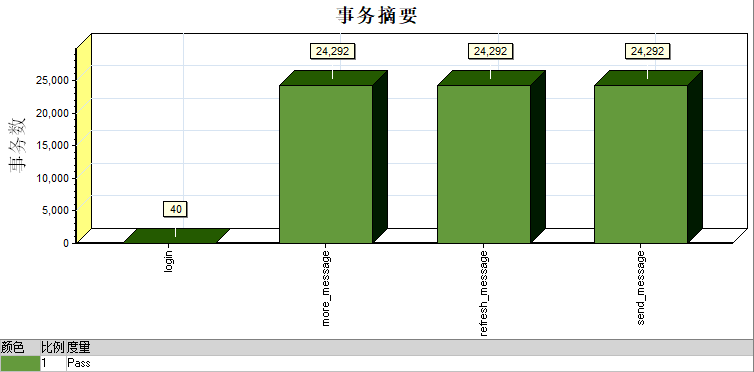 事务摘要
24,292 24,292 24,292
25,000
20,000
15,000
10,000
5,000
0
事务数
40
login more_message refresh_message send_message
颜色 比例 度量
1 Pass